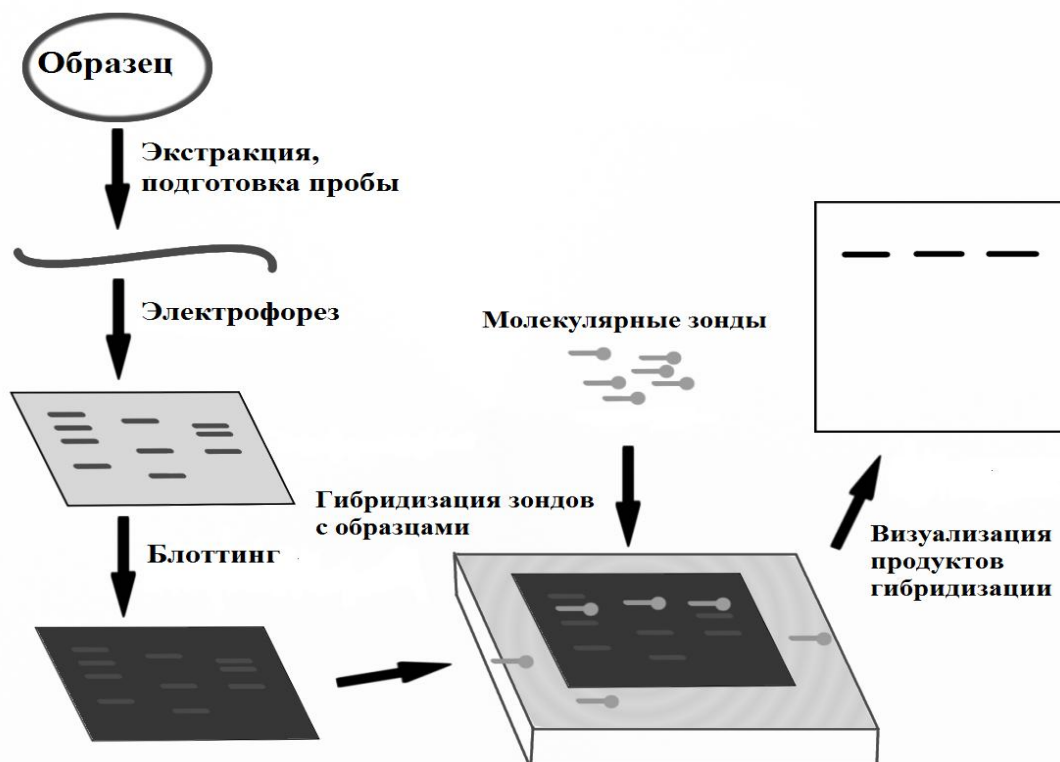 Образец
Экстракция,
подготовка пробы
Электрофорез
Молекулярные зонды
Гибридизация зондов
с образцами
Блоттинг
Визуализация
продуктов
гибридизации